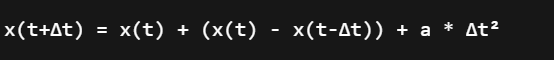 x(t+Δt) = x(t) + (x(t) - x(t-Δt)) + a * Δt²